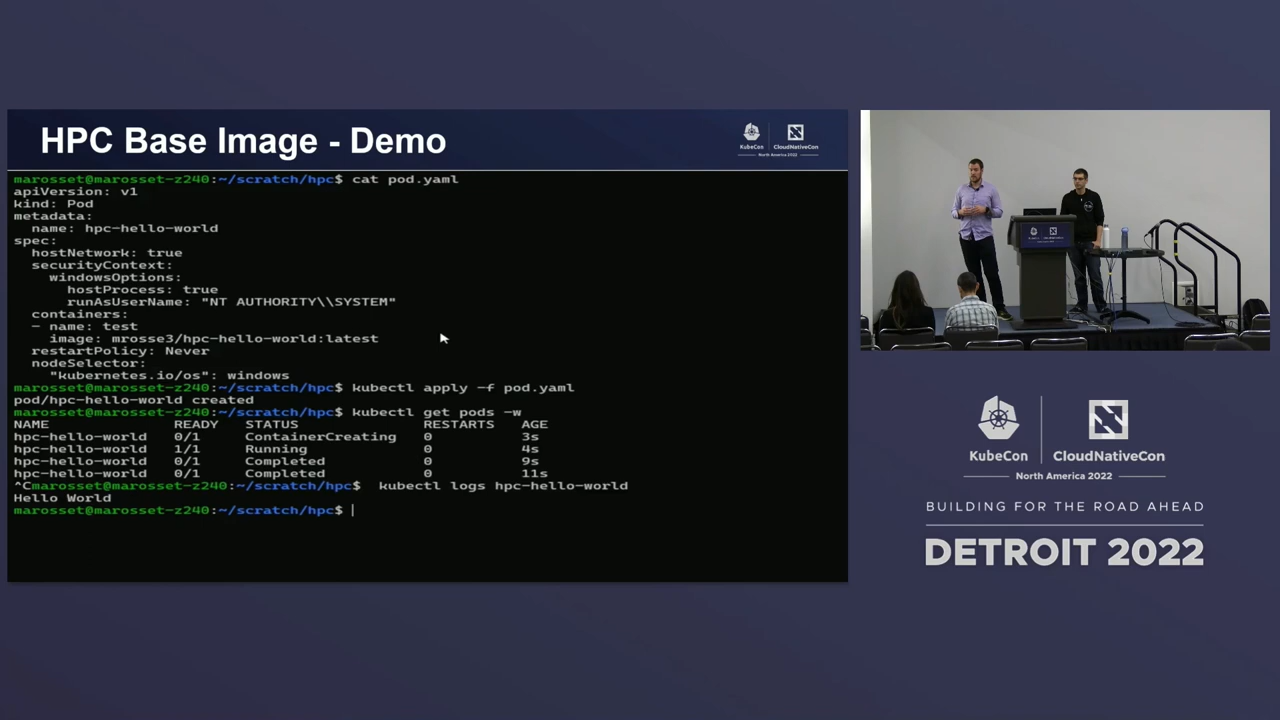 HPC Base Image - Demo
KubeCon
CloudNativeCon
North America 2022
marosset@marosset-z240:~/scratch/hpc$ cat pod.yaml
apiVersion: v1
kind: Pod
metadata:
  name: hpc-hello-world
spec:
  hostNetwork: true
  securityContext:
    windowsOptions:
      hostProcess: true
      runAsUserName: "NT AUTHORITY\\SYSTEM"
  containers:
  - name: test
    image: mrosse3/hpc-hello-world:latest
  restartPolicy: Never
  nodeSelector:
    "kubernetes.io/os": windows
marosset@marosset-z240:~/scratch/hpc$ kubectl apply -f pod.yaml
pod/hpc-hello-world created
marosset@marosset-z240:~/scratch/hpc$ kubectl get pods -w
NAME READY STATUS RESTARTS AGE
hpc-hello-world 0/1 ContainerCreating 0 3s
hpc-hello-world 1/1 Running 0 4s
hpc-hello-world 0/1 Completed 0 9s
hpc-hello-world 0/1 Completed 0 11s
^Cmarosset@marosset-z240:~/scratch/hpc$ kubectl logs hpc-hello-world
Hello World
marosset@marosset-z240:~/scratch/hpc$
KubeCon
CloudNativeCon
North America 2022
BUILDING FOR THE ROAD AHEAD
DETROIT 2022